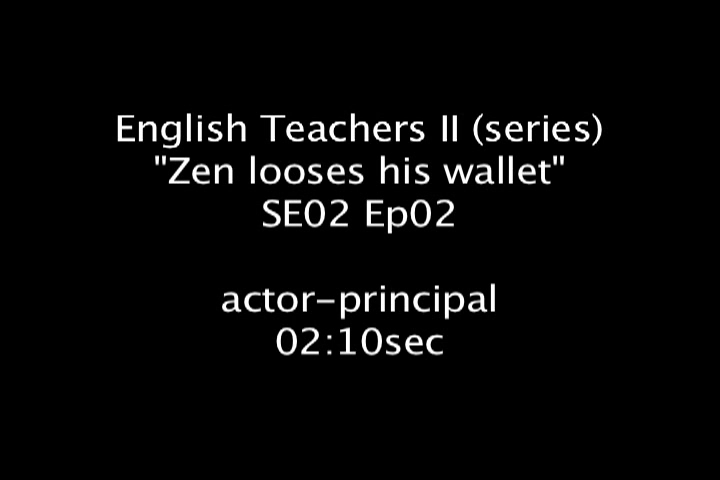 English Teachers II (series)
"Zen looses his wallet"
SE02 Ep02
actor-principal
02:10sec